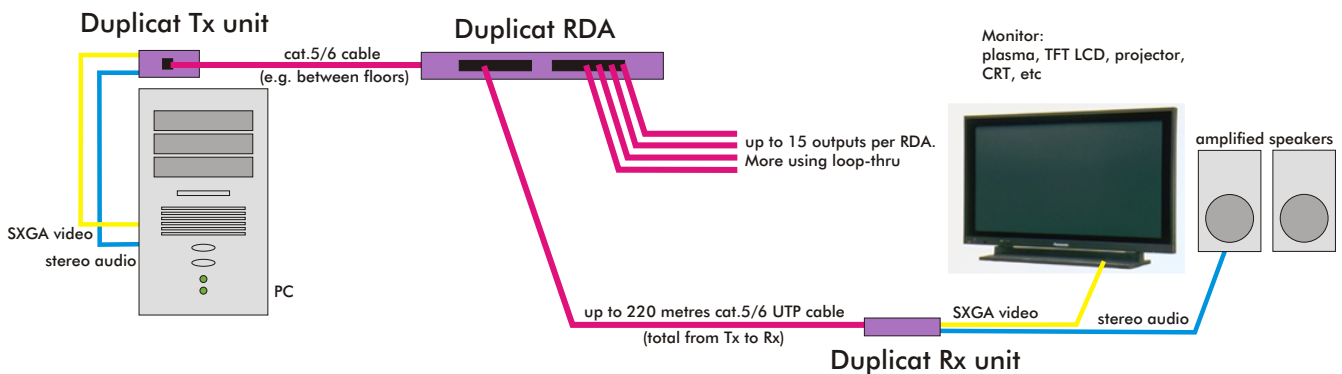 Duplicat Tx unit
Duplicat RDA
cat.5/6 cable
(e.g. between floors)
Monitor:
plasma, TFT LCD, projector,
CRT, etc
up to 15 outputs per RDA.
More using loop-thru
amplified speakers
SXGA video
stereo audio
PC
Panasonic
up to 220 metres cat.5/6 UTP cable
(total from Tx to Rx)
SXGA video
stereo audio
Duplicat Rx unit